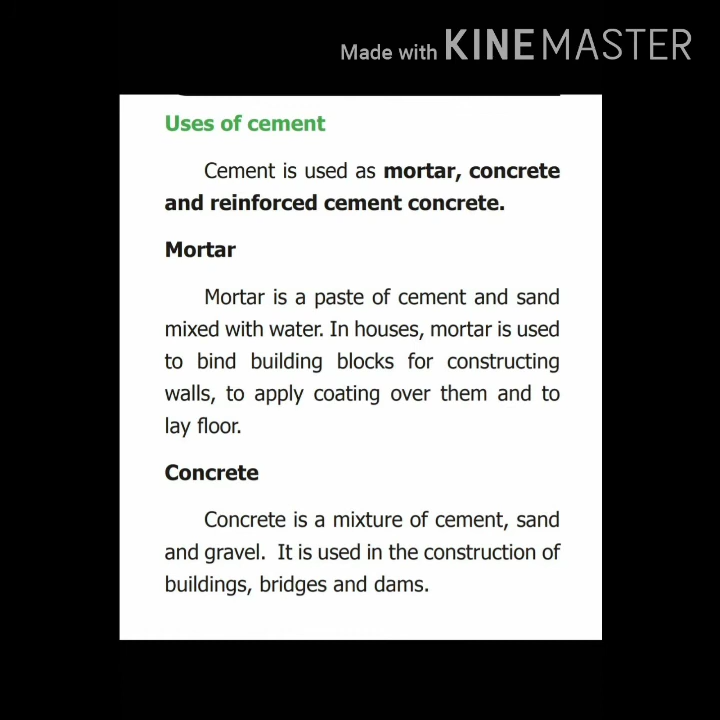 Made with KINEMASTER
Uses of cement
Cement is used as mortar, concrete
and reinforced cement concrete.
Mortar
Mortar is a paste of cement and sand
mixed with water. In houses, mortar is used
to bind building blocks for constructing
walls, to apply coating over them and to
lay floor.
Concrete
Concrete is a mixture of cement, sand
and gravel. It is used in the construction of
buildings, bridges and dams.